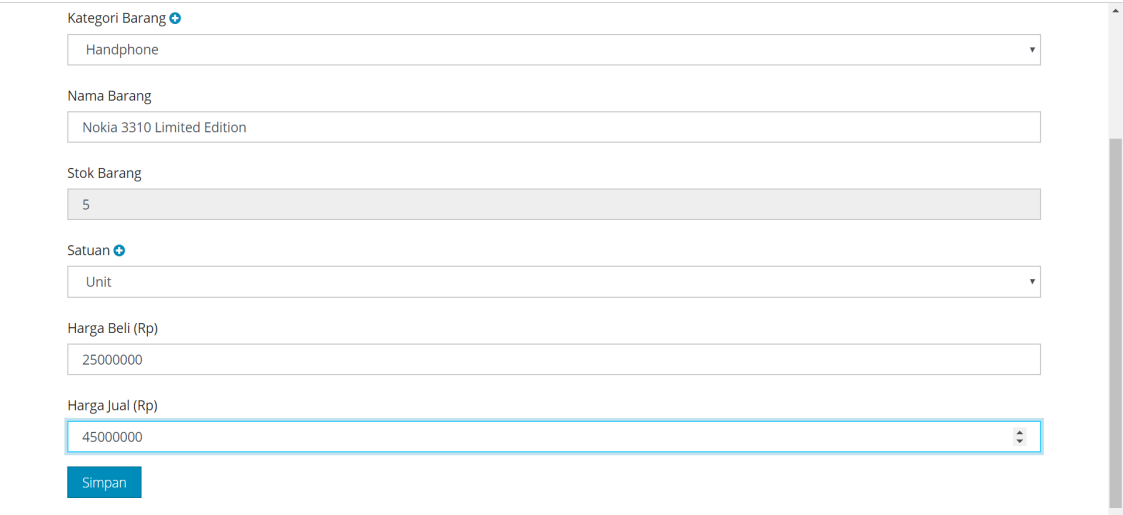 Kategori Barang
Handphone
Nama Barang
Nokia 3310 Limited Edition
Stok Barang
5
Satuan
Unit
Harga Beli (Rp)
25000000
Harga Jual (Rp)
45000000
Simpan